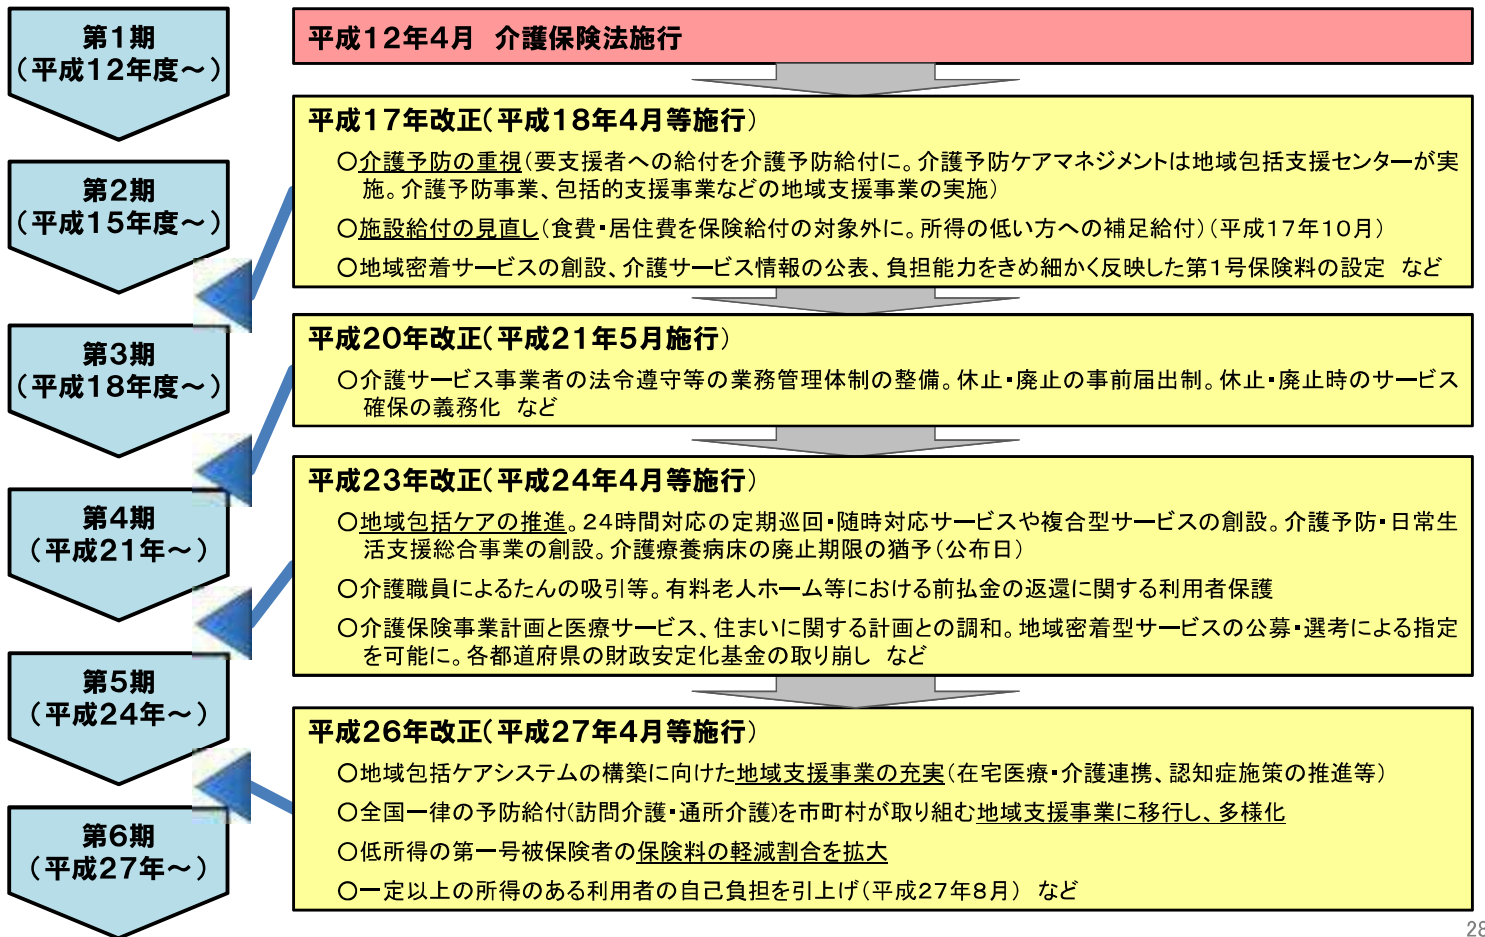 第1期
（平成12年度～）
第2期
（平成15年度～）
第3期
（平成18年度～）
第4期
（平成21年～）
第5期
（平成24年～）
第6期
（平成27年～）
平成12年4月　介護保険法施行
平成17年改正（平成18年4月等施行）
○介護予防の重視（要支援者への給付を介護予防給付に。介護予防ケアマネジメントは地域包括支援センターが実
施。介護予防事業、包括的支援事業などの地域支援事業の実施）
○施設給付の見直し（食費・居住費を保険給付の対象外に。所得の低い方への補足給付）（平成17年10月）
○地域密着サービスの創設、介護サービス情報の公表、負担能力をきめ細かく反映した第1号保険料の設定　など
平成20年改正（平成21年5月施行）
○介護サービス事業者の法令遵守等の業務管理体制の整備。休止・廃止の事前届出制。休止・廃止時のサービス
確保の義務化　など
平成23年改正（平成24年4月等施行）
○地域包括ケアの推進。24時間対応の定期巡回・随時対応サービスや複合型サービスの創設。介護予防・日常生
活支援総合事業の創設。介護療養病床の廃止期限の猶予（公布日）
○介護職員によるたんの吸引等。有料老人ホーム等における前払金の返還に関する利用者保護
○介護保険事業計画と医療サービス、住まいに関する計画との調和。地域密着型サービスの公募・選考による指定
を可能に。各都道府県の財政安定化基金の取り崩し　など
平成26年改正（平成27年4月等施行）
○地域包括ケアシステムの構築に向けた地域支援事業の充実（在宅医療・介護連携、認知症施策の推進等）
○全国一律の予防給付(訪問介護・通所介護)を市町村が取り組む地域支援事業に移行し、多様化
○低所得の第一号被保険者の保険料の軽減割合を拡大
○一定以上の所得のある利用者の自己負担を引上げ（平成27年8月）　など
28